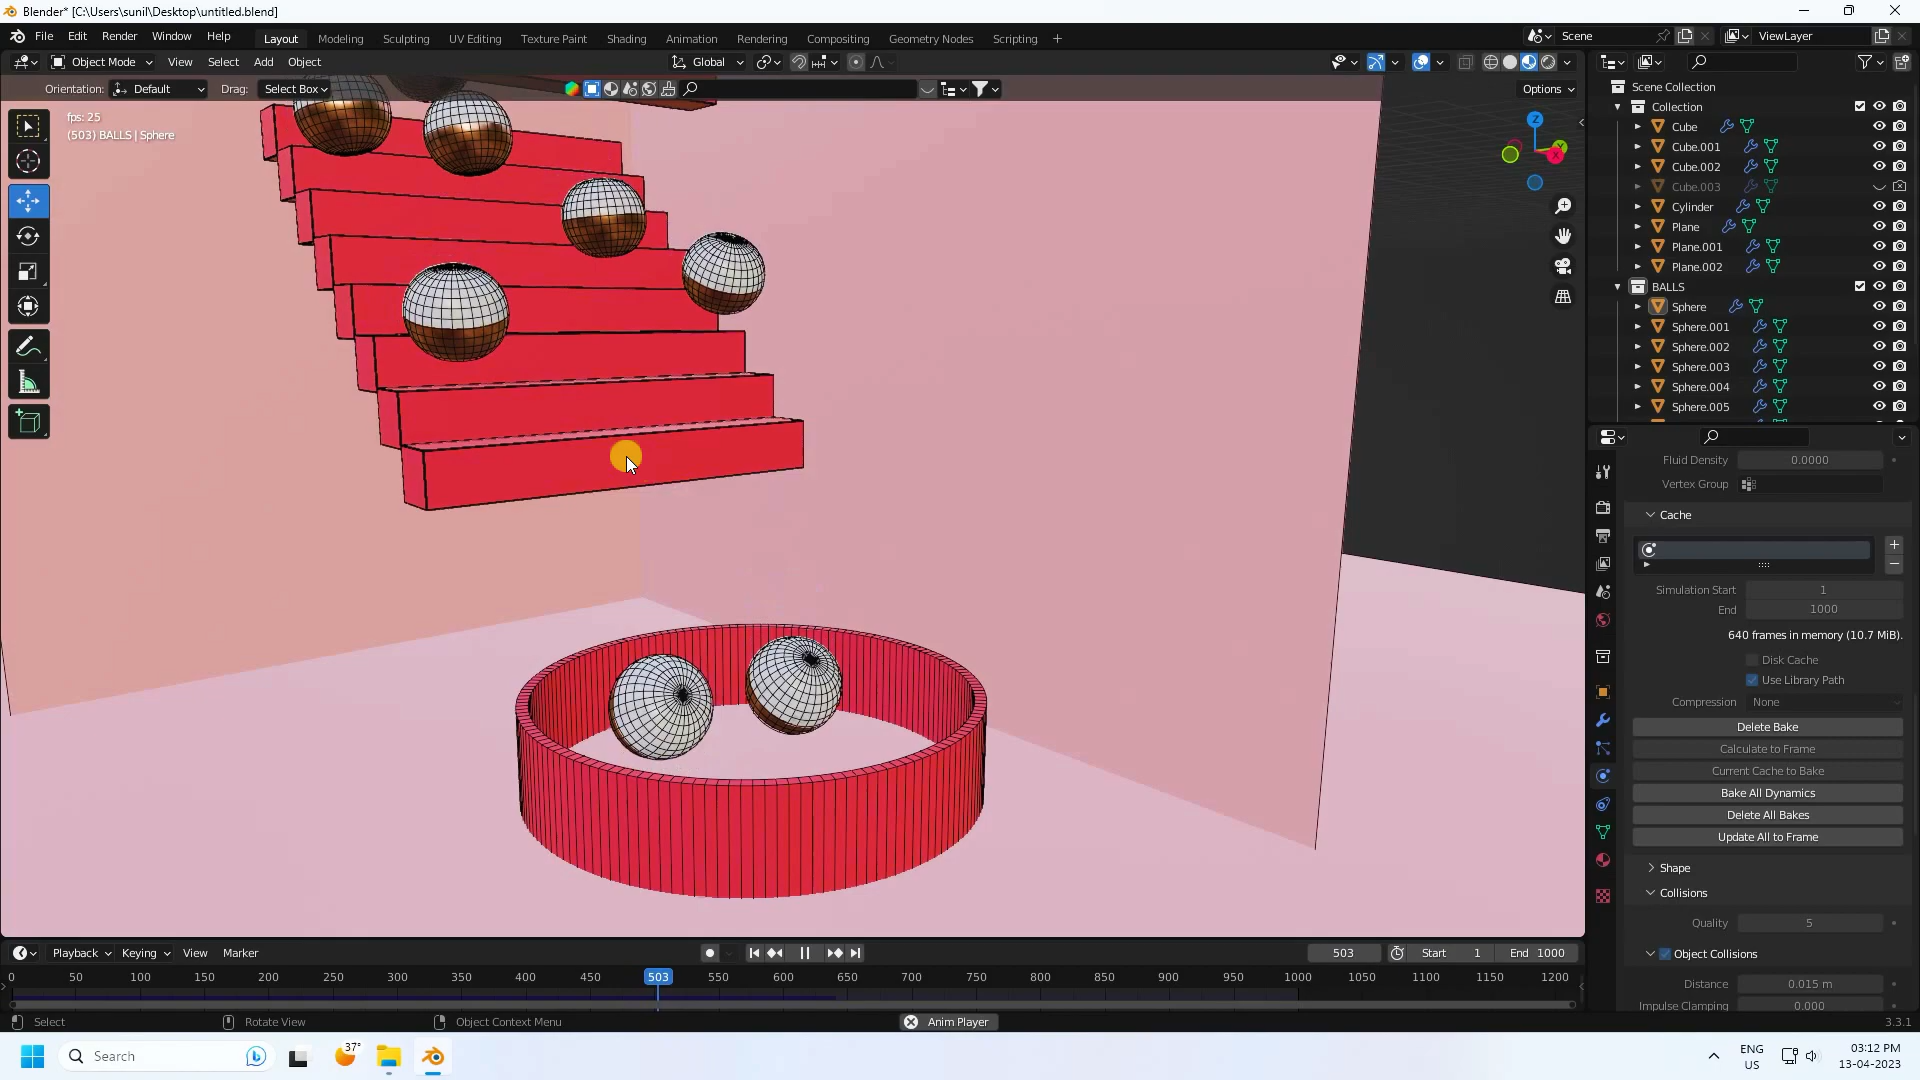 Blender* [C:\Users\sunil\Desktop\untitled.blend]
File Edit Render Window Help
Layout Modeling Sculpting UV Editing Texture Paint Shading Animation Rendering Compositing Geometry Nodes Scripting +
Scene
ViewLayer
Object Mode View Select Add Object
Global
Orientation: Default Drag: Select Box
Options
fps: 25
(503) BALLS | Sphere
Z
Y
X
Scene Collection
Collection
Cube
Cube.001
Cube.002
Cube.003
Cylinder
Plane
Plane.001
Plane.002
BALLS
Sphere
Sphere.001
Sphere.002
Sphere.003
Sphere.004
Sphere.005
Fluid Density 0.0000
Vertex Group
Cache
Simulation Start 1
End 1000
640 frames in memory (10.7 MiB).
Disk Cache
Use Library Path
Compression None
Delete Bake
Calculate to Frame
Current Cache to Bake
Bake All Dynamics
Delete All Bakes
Update All to Frame
Shape
Collisions
Quality 5
Object Collisions
Distance 0.015 m
Impulse Clamping 0.000
Playback Keying View Marker
503 Start 1 End 1000
0 50 100 150 200 250 300 350 400 450 503 550 600 650 700 750 800 850 900 950 1000 1050 1100 1150 1200
Select Rotate View Object Context Menu Anim Player 3.3.1
Search
37°
ENG
US
03:12 PM
13-04-2023